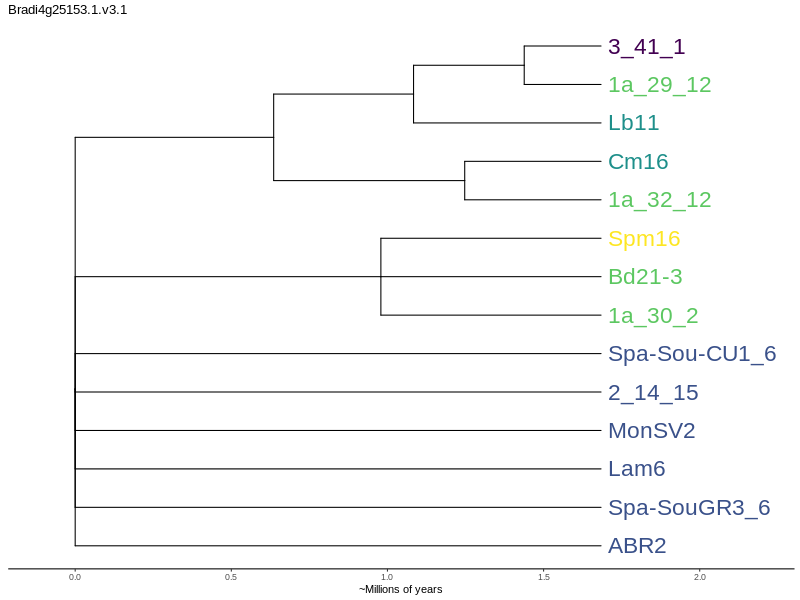 Bradi4g25153.1.v3.1
3_41_1
1a_29_12
Lb11
Cm16
1a_32_12
Spm16
Bd21-3
1a_30_2
Spa-Sou-CU1_6
2_14_15
MonSV2
Lam6
Spa-SouGR3_6
ABR2
0.0 0.5 1.0 1.5 2.0
~Millions of years